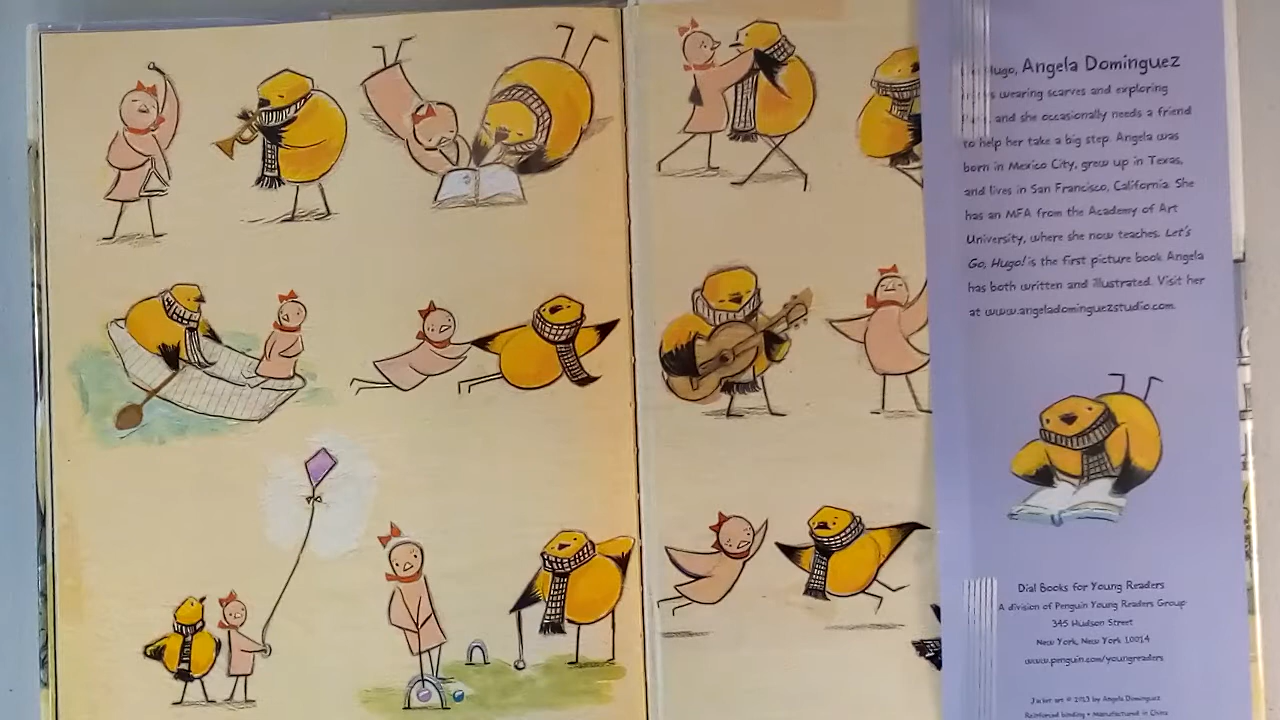 Hugo, Angela Dominguez
wearing scarves and exploring
and she occasionally needs a friend
to help her take a big step. Angela was
born in Mexico City, grew up in Texas,
and lives in San Francisco, California. She
has an MFA from the Academy of Art
University, where she now teaches. Let's
Go, Hugo! is the first picture book Angela
has both written and illustrated. Visit her
at www.angeladominguezstudio.com.
Dial Books for Young Readers
A division of Penguin Young Readers Group
345 Hudson Street
New York, New York 10014
www.penguin.com/youngreaders
Jacket art © 2013 by Angela Dominguez
Reinforced binding • Manufactured in China